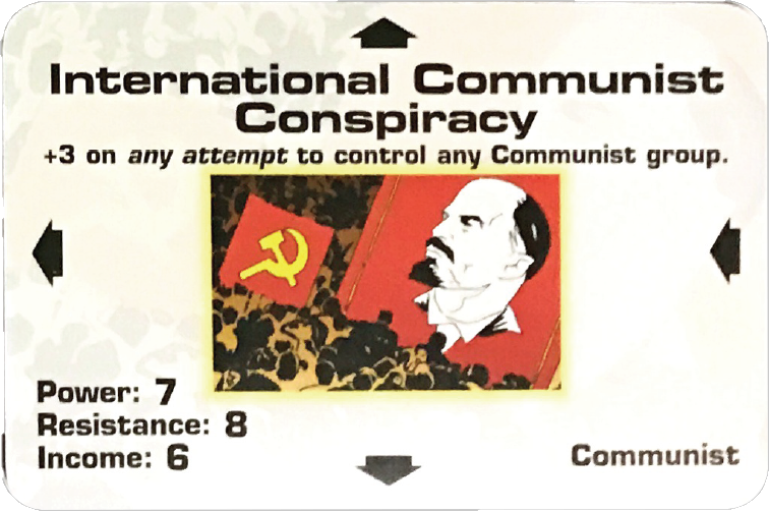 International Communist
Conspiracy
+3 on any attempt to control any Communist group.
Power: 7
Resistance: 8
Income: 6
Communist